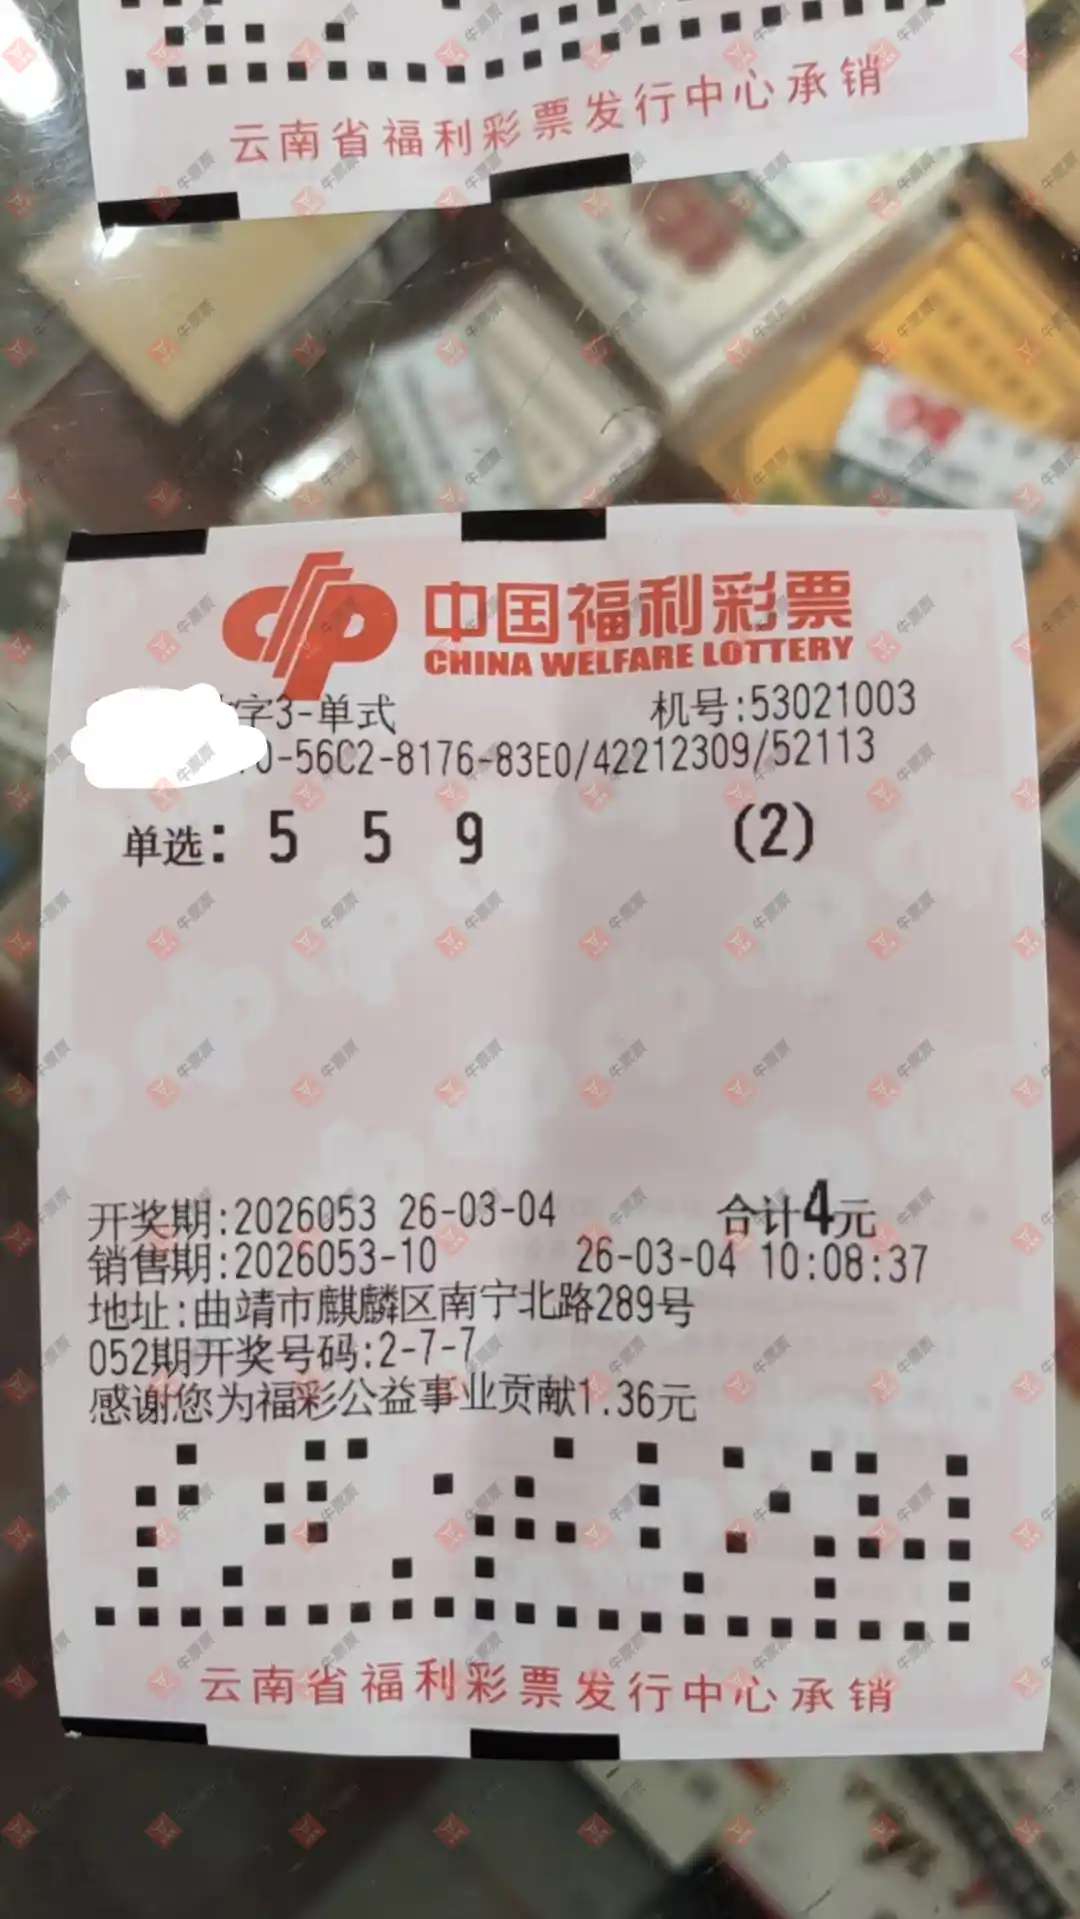 云南省福利彩票发行中心承销
中国福利彩票
CHINA WELFARE LOTTERY
字3-单式 机号:53021003
0-56C2-8176-83E0/42212309/52113
单选: 5 5 9 (2)
开奖期:2026053 26-03-04 合计4元
销售期:2026053-10 26-03-04 10:08:37
地址:曲靖市麒麟区南宁北路289号
052期开奖号码:2-7-7
感谢您为福彩公益事业贡献1.36元
云南省福利彩票发行中心承销